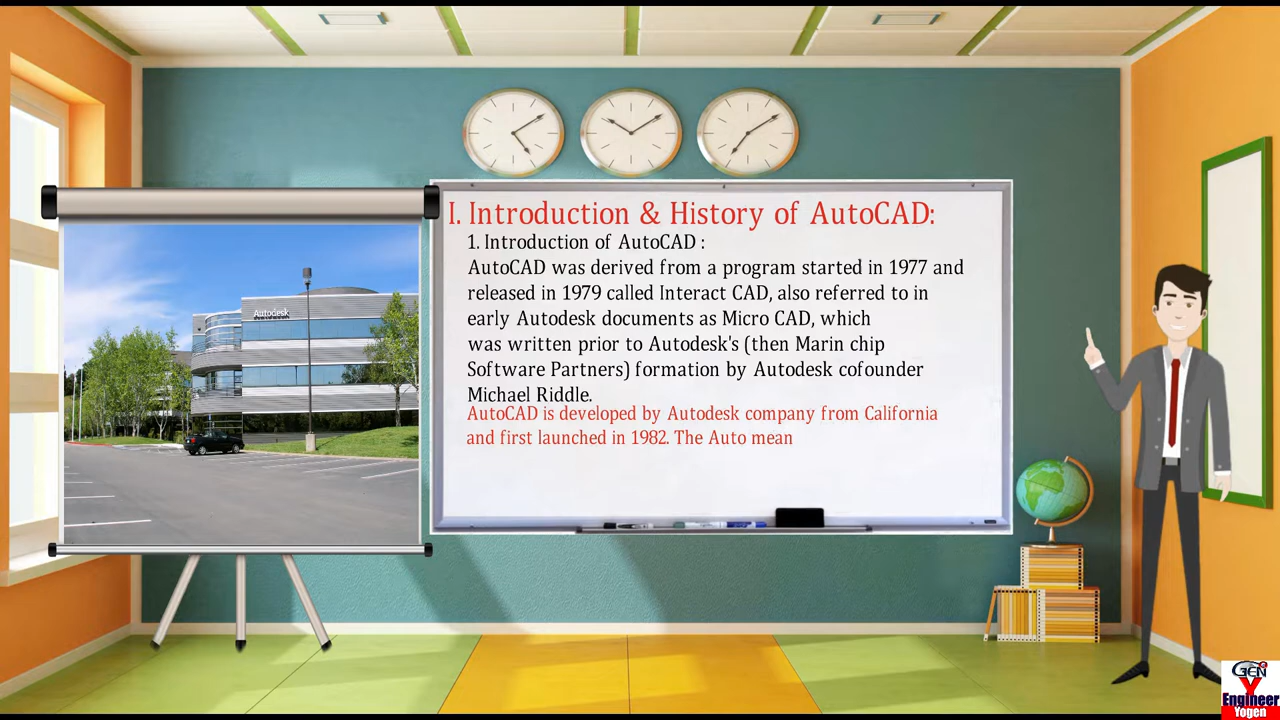 I. Introduction & History of AutoCAD:
1. Introduction of AutoCAD :
AutoCAD was derived from a program started in 1977 and
released in 1979 called Interact CAD, also referred to in
early Autodesk documents as Micro CAD, which
was written prior to Autodesk's (then Marin chip
Software Partners) formation by Autodesk cofounder
Michael Riddle.
AutoCAD is developed by Autodesk company from California
and first launched in 1982. The Auto mean
Autodesk
GEN
Y
Engineer
Yogen